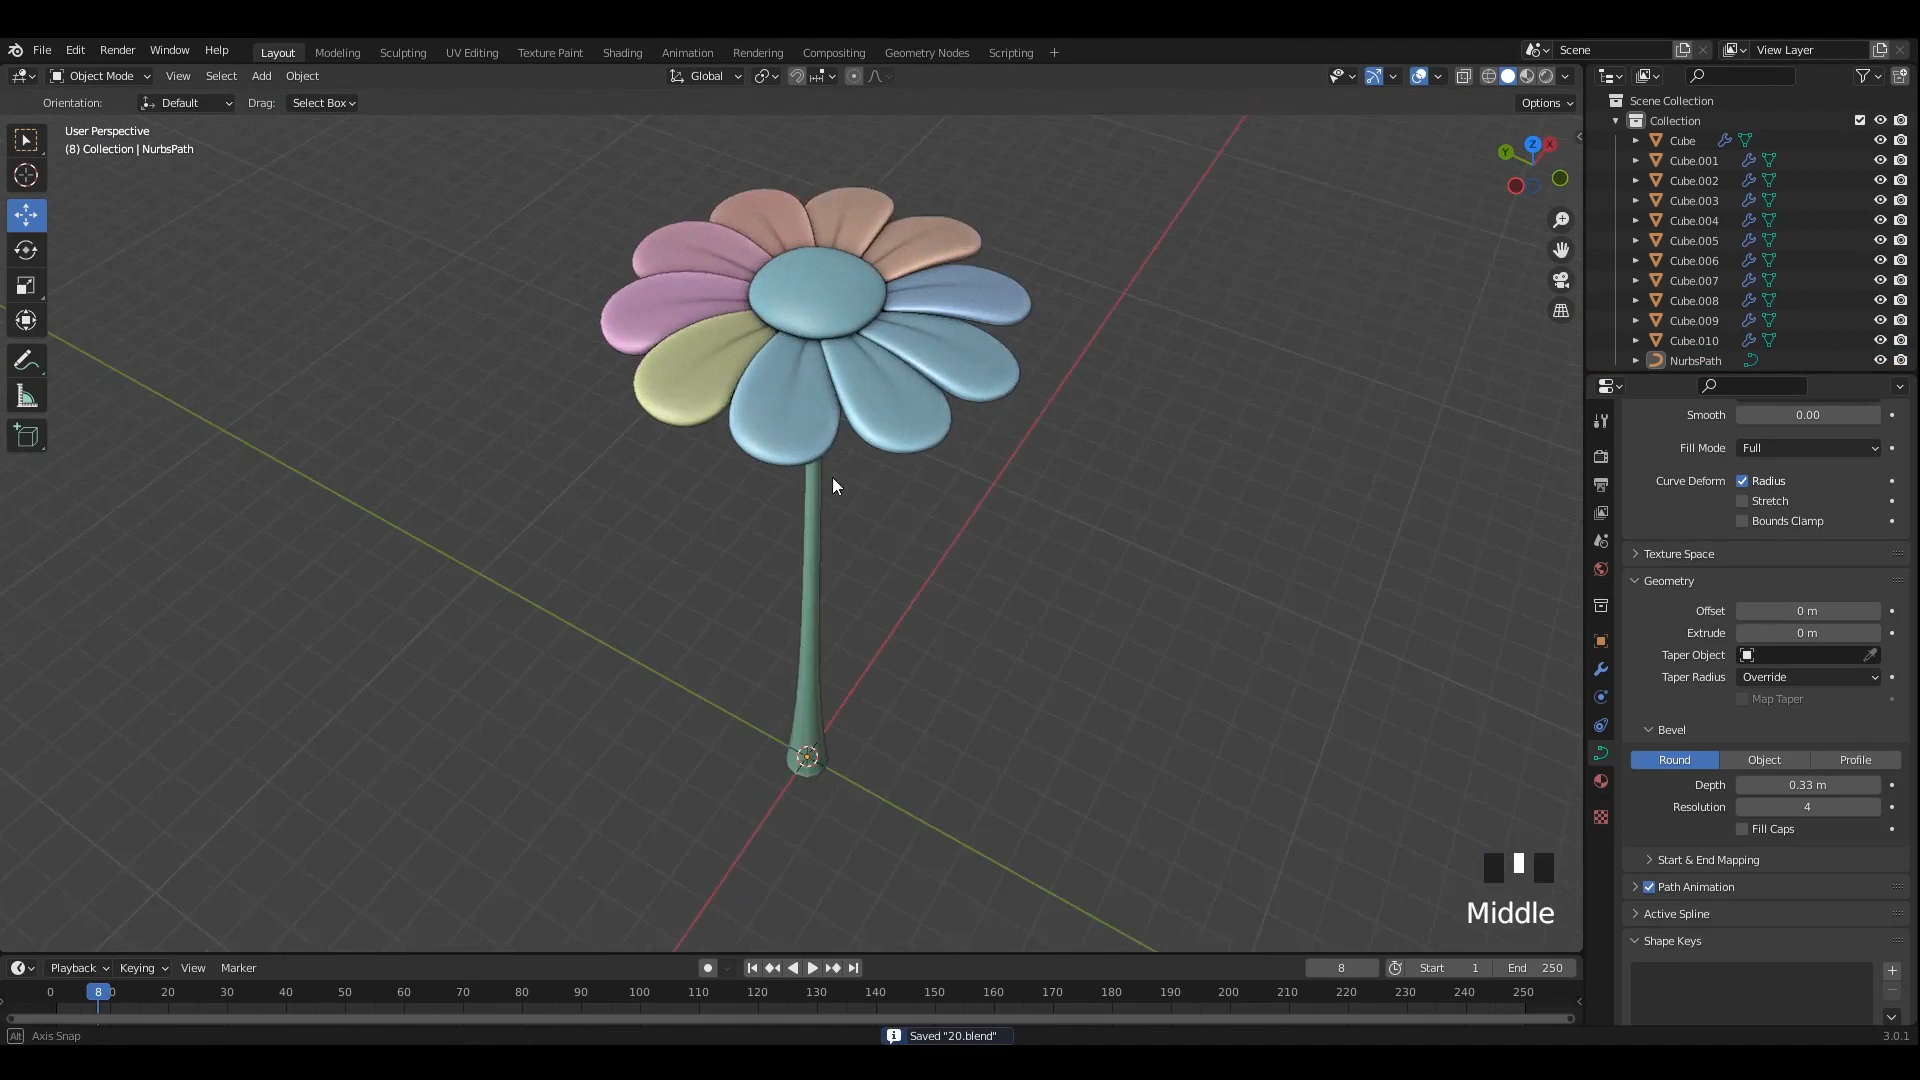 File Edit Render Window Help Layout Modeling Sculpting UV Editing Texture Paint Shading Animation Rendering Compositing Geometry Nodes Scripting + Scene View Layer
Object Mode View Select Add Object Global
Orientation: Default Drag: Select Box Options
User Perspective
(8) Collection | NurbsPath
Y Z X
Scene Collection
Collection
Cube
Cube.001
Cube.002
Cube.003
Cube.004
Cube.005
Cube.006
Cube.007
Cube.008
Cube.009
Cube.010
NurbsPath
Smooth 0.00
Fill Mode Full
Curve Deform Radius
Stretch
Bounds Clamp
Texture Space
Geometry
Offset 0 m
Extrude 0 m
Taper Object
Taper Radius Override
Map Taper
Bevel
Round Object Profile
Depth 0.33 m
Resolution 4
Fill Caps
Start & End Mapping
Path Animation
Active Spline
Shape Keys
Middle
Playback Keying View Marker 8 Start 1 End 250
0 8 0 20 30 40 50 60 70 80 90 100 110 120 130 140 150 160 170 180 190 200 210 220 230 240 250
Alt Axis Snap Saved "20.blend" 3.0.1